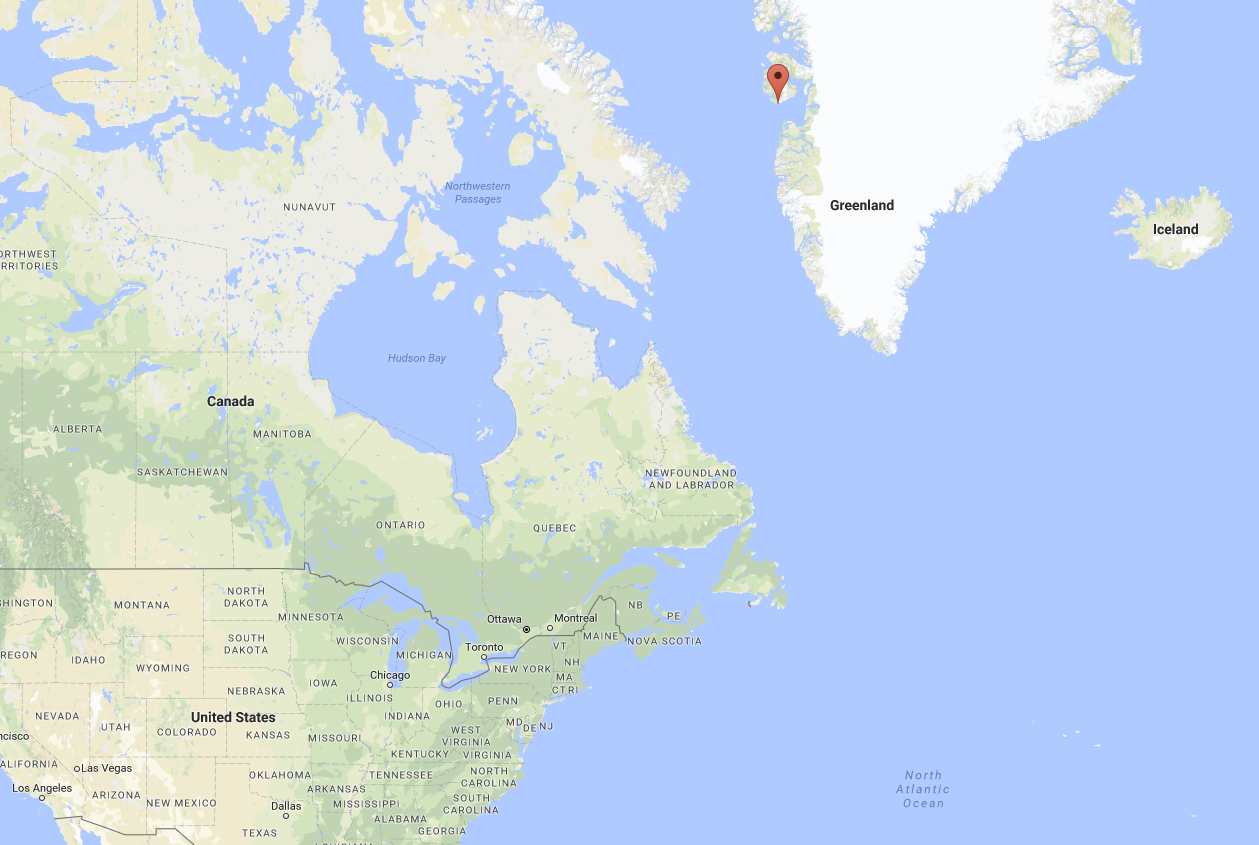 Northwestern
Passages
NUNAVUT
Greenland
Iceland
ORTHWEST
RRITORIES
Hudson Bay
Canada
ALBERTA
MANITOBA
SASKATCHEWAN
NEWFOUNDLAND
AND LABRADOR
ONTARIO
QUEBEC
SHINGTON
MONTANA
NORTH
DAKOTA
MINNESOTA
Ottawa
Montreal
NB
PE
SOUTH
DAKOTA
WISCONSIN
MICHIGAN
Toronto
VT
MAINE
NOVA SCOTIA
REGON
IDAHO
WYOMING
Chicago
NEW YORK
NH
MA
CT
RI
IOWA
NEBRASKA
ILLINOIS
OHIO
PENN
NEVADA
UTAH
United States
COLORADO
KANSAS
MISSOURI
INDIANA
WEST
VIRGINIA
MD
DE
NJ
ncisco
KENTUCKY
VIRGINIA
ALIFORNIA
Las Vegas
OKLAHOMA
TENNESSEE
NORTH
CAROLINA
Los Angeles
ARIZONA
NEW MEXICO
Dallas
ARKANSAS
MISSISSIPPI
SOUTH
CAROLINA
ALABAMA
TEXAS
GEORGIA
LOUISIANA
North
Atlantic
Ocean